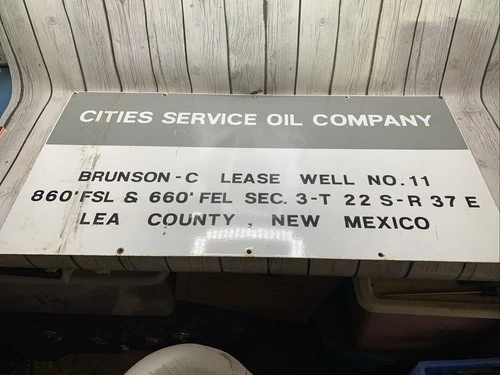 CITIES SERVICE OIL COMPANY
BRUNSON-C LEASE WELL NO.11
860' FSL & 660' FEL SEC. 3-T 22 S-R 37 E
LEA COUNTY, NEW MEXICO